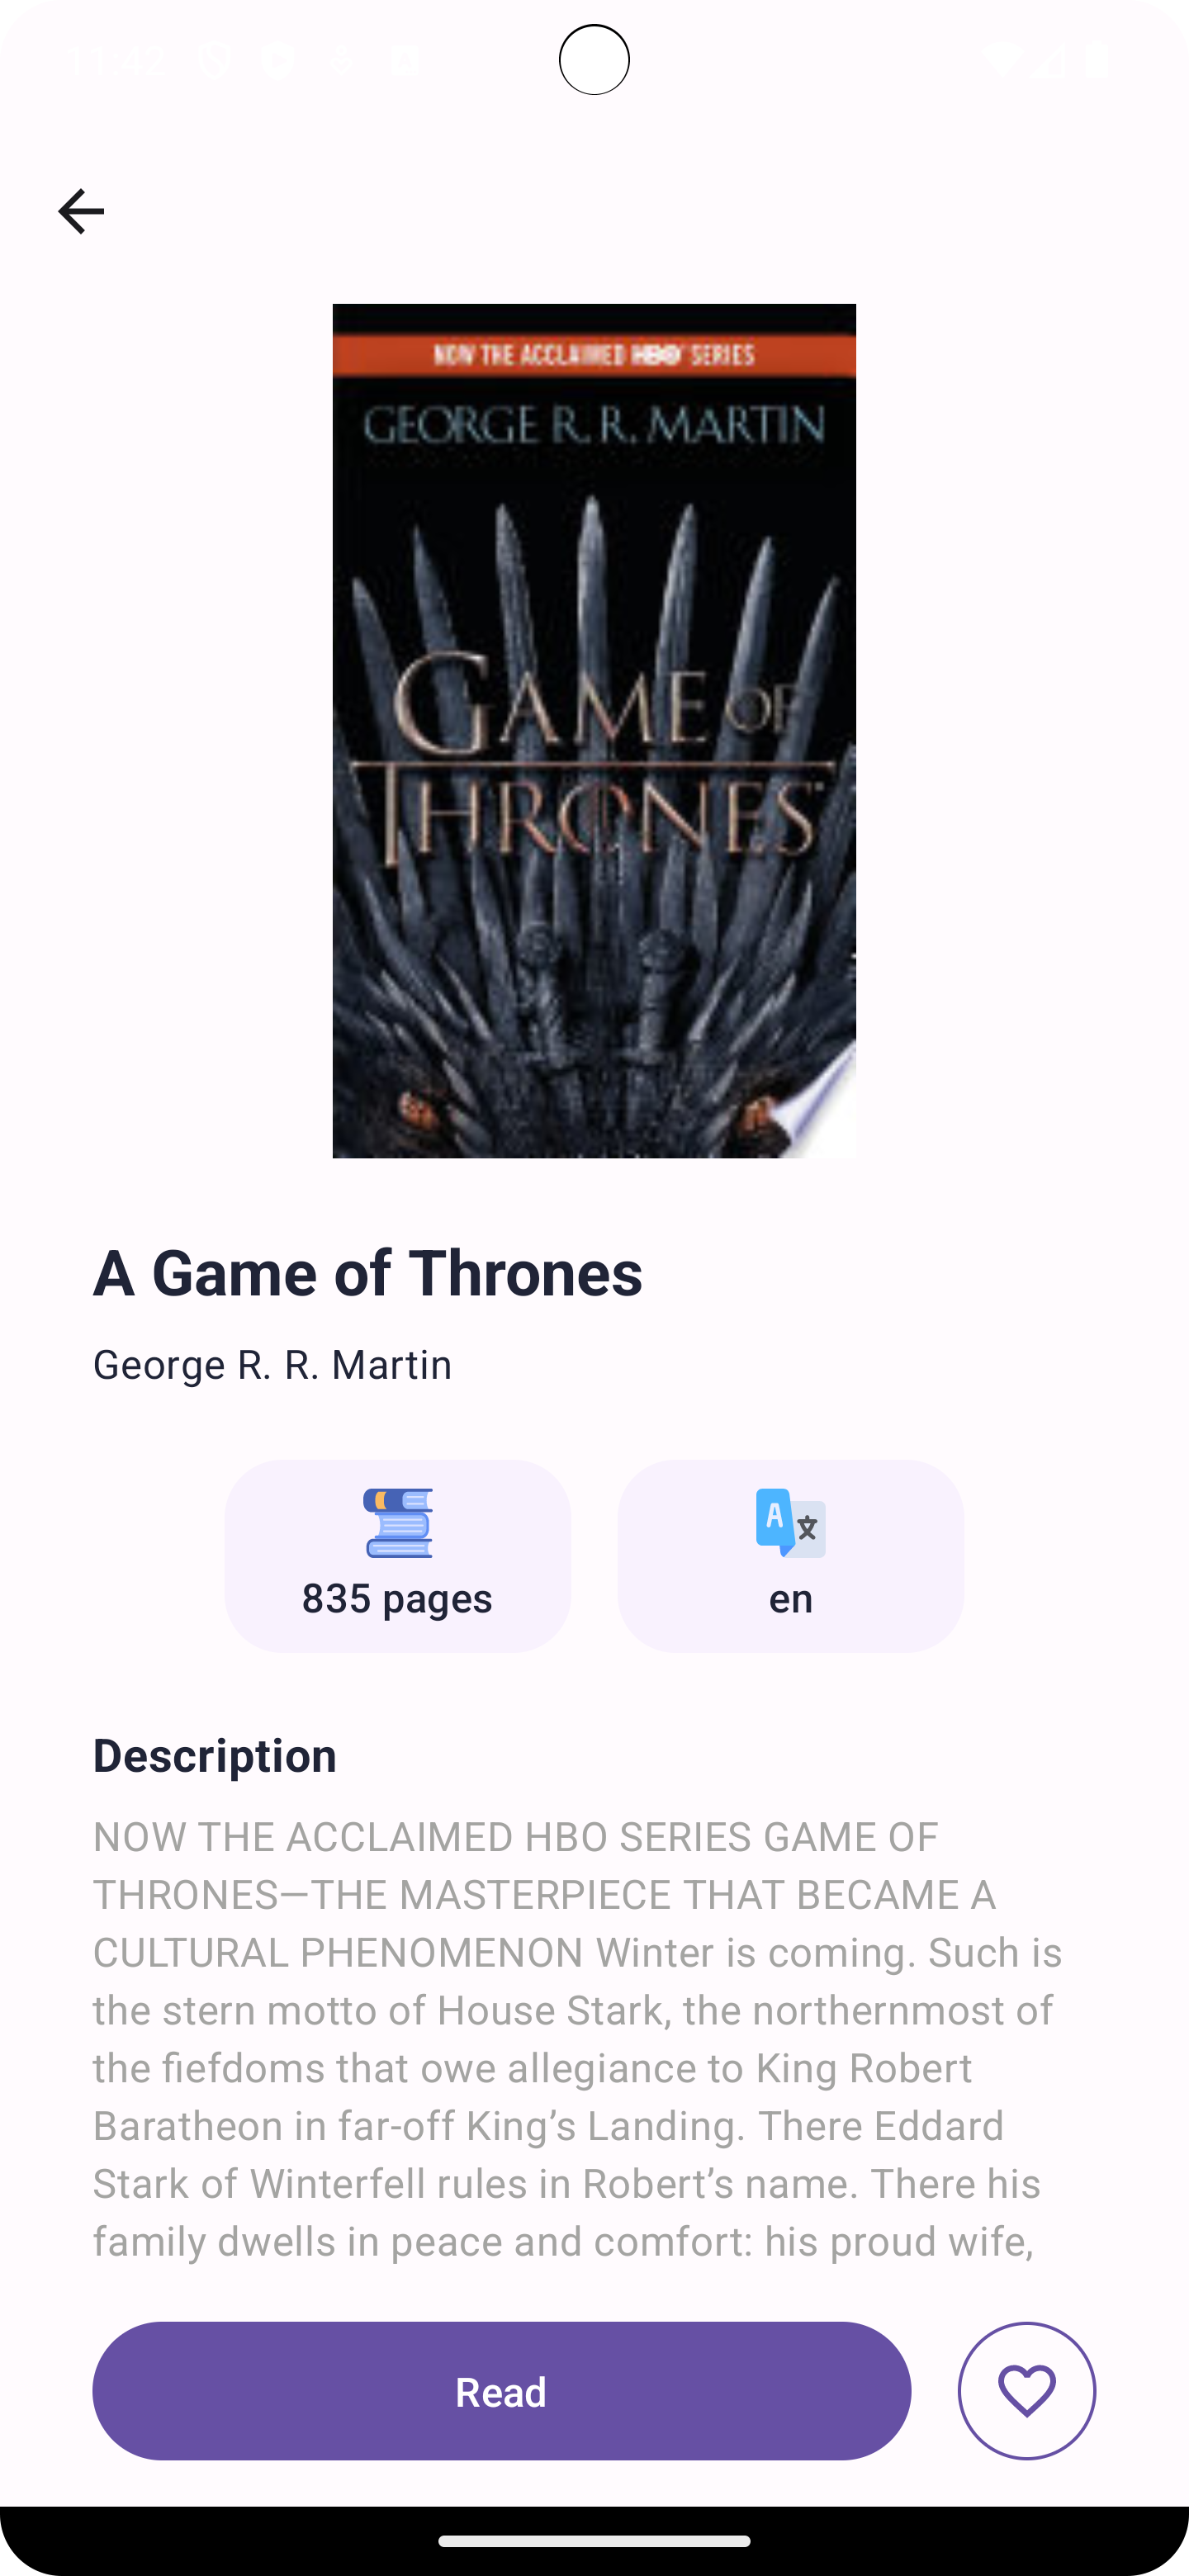 NOW THE ACCLAIMED HBO SERIES
GEORGE R. R. MARTIN
GAME OF
THRONES
A Game of Thrones
George R. R. Martin
835 pages
en
Description
NOW THE ACCLAIMED HBO SERIES GAME OF
THRONES—THE MASTERPIECE THAT BECAME A
CULTURAL PHENOMENON Winter is coming. Such is
the stern motto of House Stark, the northernmost of
the fiefdoms that owe allegiance to King Robert
Baratheon in far-off King’s Landing. There Eddard
Stark of Winterfell rules in Robert’s name. There his
family dwells in peace and comfort: his proud wife,
Read